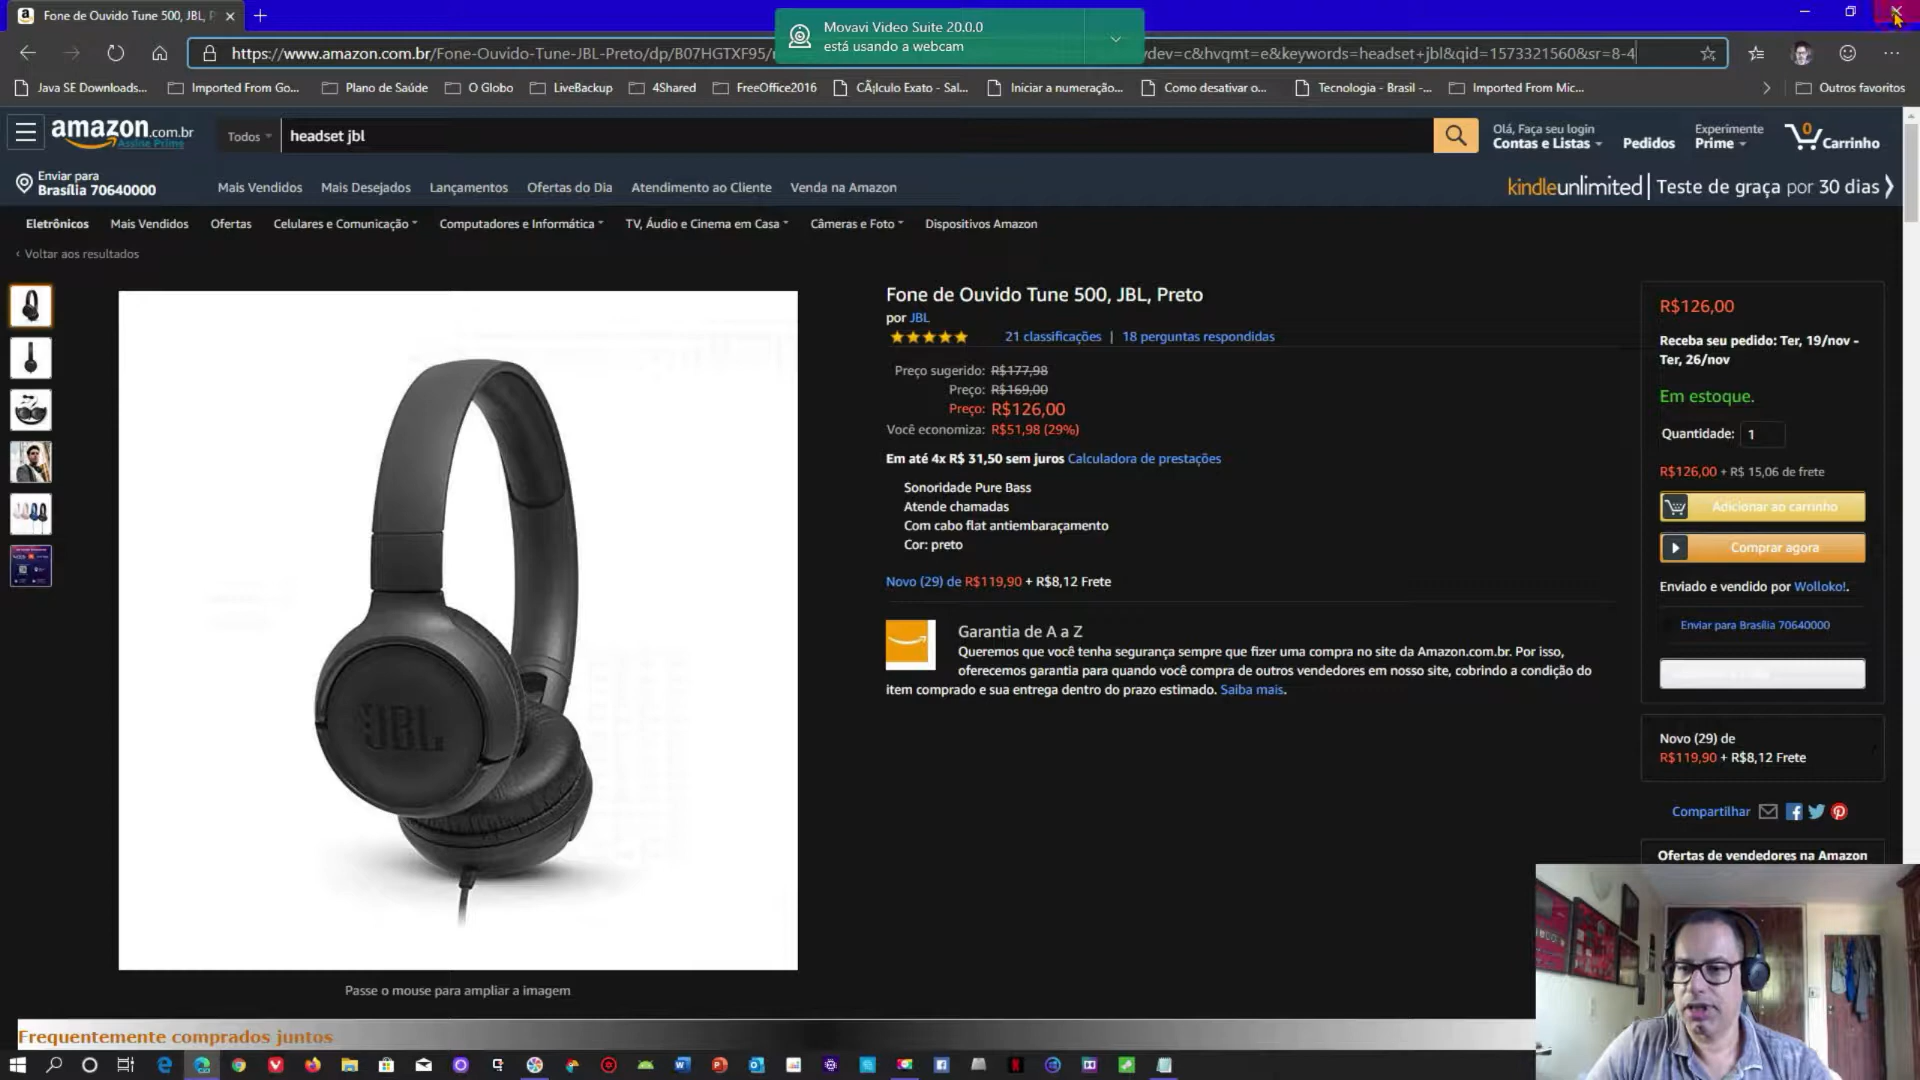 Fone de Ouvido Tune 500, JBL, P
Movavi Video Suite 20.0.0
está usando a webcam
https://www.amazon.com.br/Fone-Ouvido-Tune-JBL-Preto/dp/B07HGTXF95/
dev=c&hvqmt=e&keywords=headset+jbl&qid=1573321560&sr=8-4
Java SE Downloads...
Imported From Go...
Plano de Saúde
O Globo
LiveBackup
4Shared
FreeOffice2016
CÃ¡lculo Exato - Sal...
Iniciar a numeração...
Como desativar o...
Tecnologia - Brasil -...
Imported From Mic...
Outros favoritos
amazon.com.br
Assine Prime
Todos
headset jbl
Olá, Faça seu login
Contas e Listas
Pedidos
Experimente
Prime
0
Carrinho
Enviar para
Brasília 70640000
Mais Vendidos
Mais Desejados
Lançamentos
Ofertas do Dia
Atendimento ao Cliente
Venda na Amazon
kindleunlimited | Teste de graça por 30 dias
Eletrônicos
Mais Vendidos
Ofertas
Celulares e Comunicação
Computadores e Informática
TV, Áudio e Cinema em Casa
Câmeras e Foto
Dispositivos Amazon
‹ Voltar aos resultados
Fone de Ouvido Tune 500, JBL, Preto
por JBL
21 classificações | 18 perguntas respondidas
Preço sugerido: R$177,98
Preço: R$169,00
Preço: R$126,00
Você economiza: R$51,98 (29%)
Em até 4x R$ 31,50 sem juros Calculadora de prestações
Sonoridade Pure Bass
Atende chamadas
Com cabo flat antiembaraçamento
Cor: preto
Novo (29) de R$119,90 + R$8,12 Frete
Garantia de A a Z
Queremos que você tenha segurança sempre que fizer uma compra no site da Amazon.com.br. Por isso,
oferecemos garantia para quando você compra de outros vendedores em nosso site, cobrindo a condição do
item comprado e sua entrega dentro do prazo estimado. Saiba mais.
R$126,00
Receba seu pedido: Ter, 19/nov -
Ter, 26/nov
Em estoque.
Quantidade: 1
R$126,00 + R$ 15,06 de frete
Adicionar ao carrinho
Comprar agora
Enviado e vendido por Wolloko!.
Enviar para Brasília 70640000
Novo (29) de
R$119,90 + R$8,12 Frete
Compartilhar
Ofertas de vendedores na Amazon
JBL
Passe o mouse para ampliar a imagem
Frequentemente comprados juntos